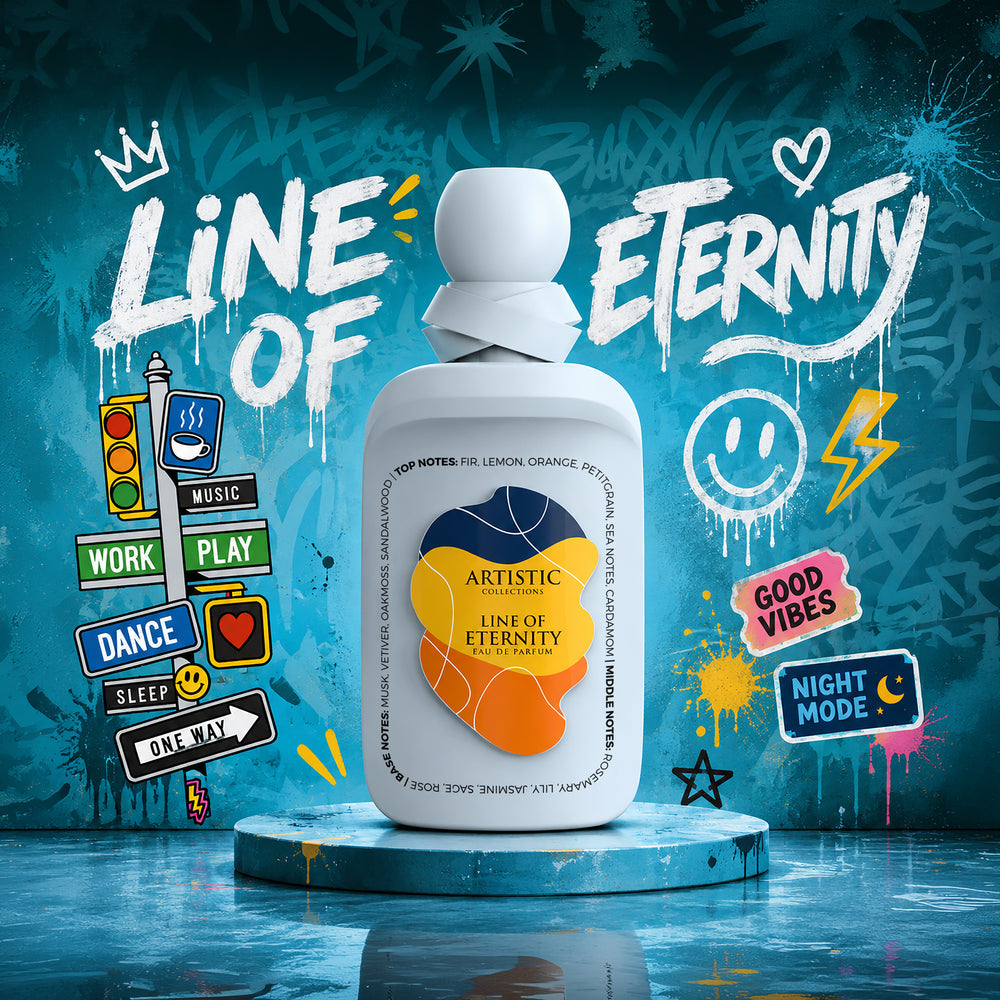 LiNE
OF
ETERNiTY
MUSIC
WORK
PLAY
DANCE
SLEEP
ONE WAY
TOP NOTES: FIR, LEMON, ORANGE, PETITGRAIN, SEA NOTES, CARDAMOM | MIDDLE NOTES: ROSEMARY, LILY, JASMINE, SAGE, ROSE | BASE NOTES: MUSK, VETIVER, OAKMOSS, SANDALWOOD |
ARTISTIC
COLLECTIONS
LINE OF
ETERNITY
EAU DE PARFUM
GOOD
VIBES
NIGHT
MODE